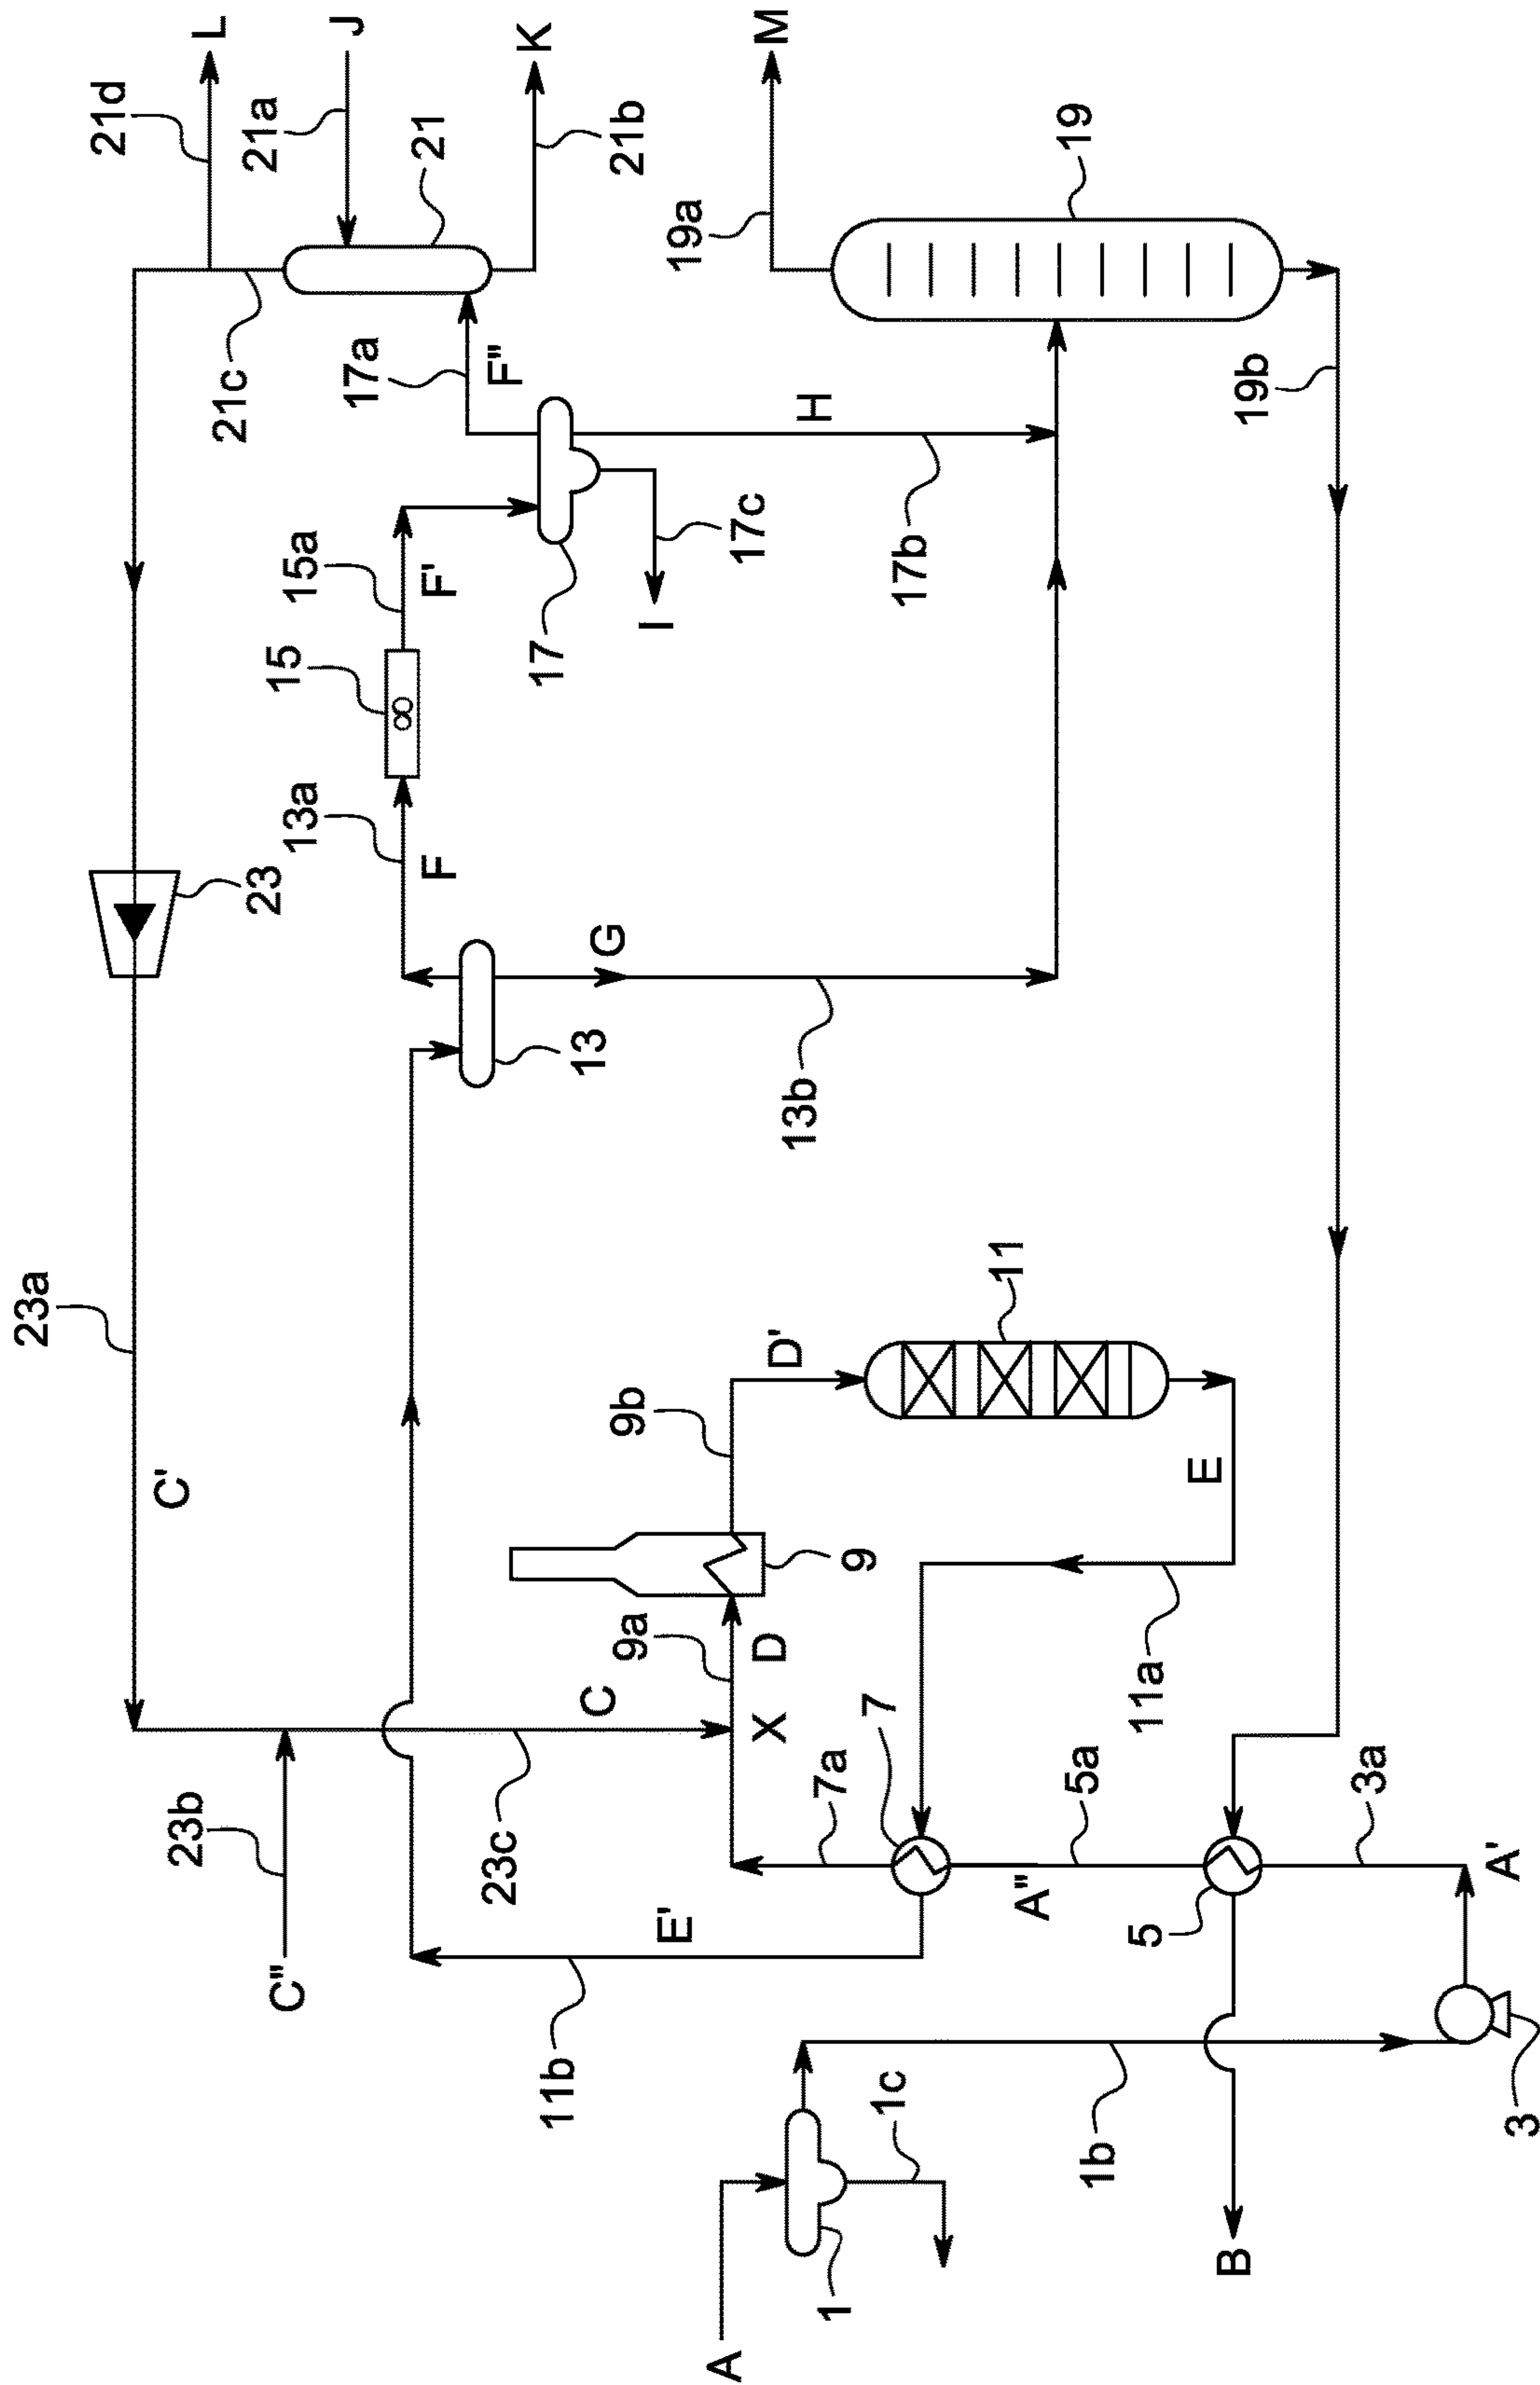 23a
21d
C'
23b
L
21c
21a
23
15
C"
13a
15a
J
17a
21
F
F'
23c
F"
K
17
11b
13
C
G
21b
9b
9a
I
E'
19a
A
17c
X
D
M
D'
13b
H
7a
1
9
7
1c
17b
11
A"
19
5a
1b
11a
5
E
B
19b
3a
A'
3